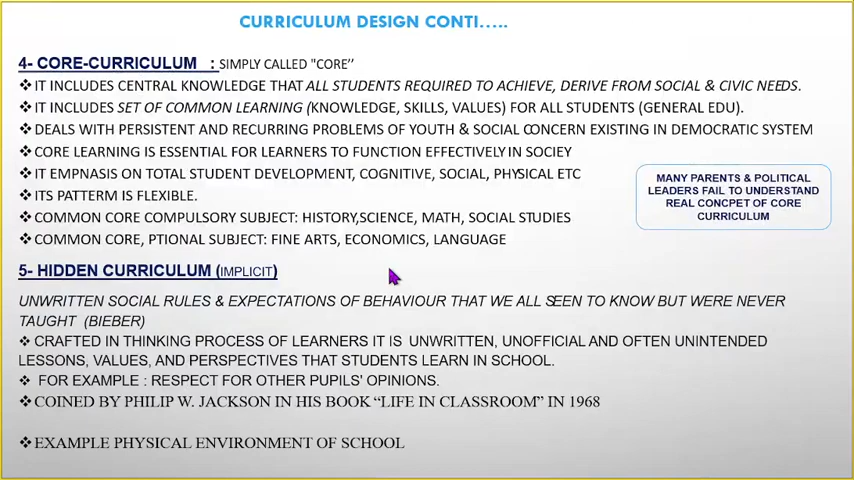 CURRICULUM DESIGN CONTI…..
4- CORE-CURRICULUM : SIMPLY CALLED "CORE''
❖IT INCLUDES CENTRAL KNOWLEDGE THAT ALL STUDENTS REQUIRED TO ACHIEVE, DERIVE FROM SOCIAL & CIVIC NEEDS.
❖IT INCLUDES SET OF COMMON LEARNING (KNOWLEDGE, SKILLS, VALUES) FOR ALL STUDENTS (GENERAL EDU).
❖DEALS WITH PERSISTENT AND RECURRING PROBLEMS OF YOUTH & SOCIAL CONCERN EXISTING IN DEMOCRATIC SYSTEM
❖CORE LEARNING IS ESSENTIAL FOR LEARNERS TO FUNCTION EFFECTIVELY IN SOCIEY
❖IT EMPNASIS ON TOTAL STUDENT DEVELOPMENT, COGNITIVE, SOCIAL, PHYSICAL ETC
❖ITS PATTERM IS FLEXIBLE.
❖COMMON CORE COMPULSORY SUBJECT: HISTORY,SCIENCE, MATH, SOCIAL STUDIES
❖COMMON CORE, PTIONAL SUBJECT: FINE ARTS, ECONOMICS, LANGUAGE
MANY PARENTS & POLITICAL
LEADERS FAIL TO UNDERSTAND
REAL CONCPET OF CORE
CURRICULUM
5- HIDDEN CURRICULUM (IMPLICIT)
UNWRITTEN SOCIAL RULES & EXPECTATIONS OF BEHAVIOUR THAT WE ALL SEEN TO KNOW BUT WERE NEVER
TAUGHT (BIEBER)
❖ CRAFTED IN THINKING PROCESS OF LEARNERS IT IS UNWRITTEN, UNOFFICIAL AND OFTEN UNINTENDED
LESSONS, VALUES, AND PERSPECTIVES THAT STUDENTS LEARN IN SCHOOL.
❖ FOR EXAMPLE : RESPECT FOR OTHER PUPILS' OPINIONS.
❖COINED BY PHILIP W. JACKSON IN HIS BOOK “LIFE IN CLASSROOM” IN 1968
❖EXAMPLE PHYSICAL ENVIRONMENT OF SCHOOL